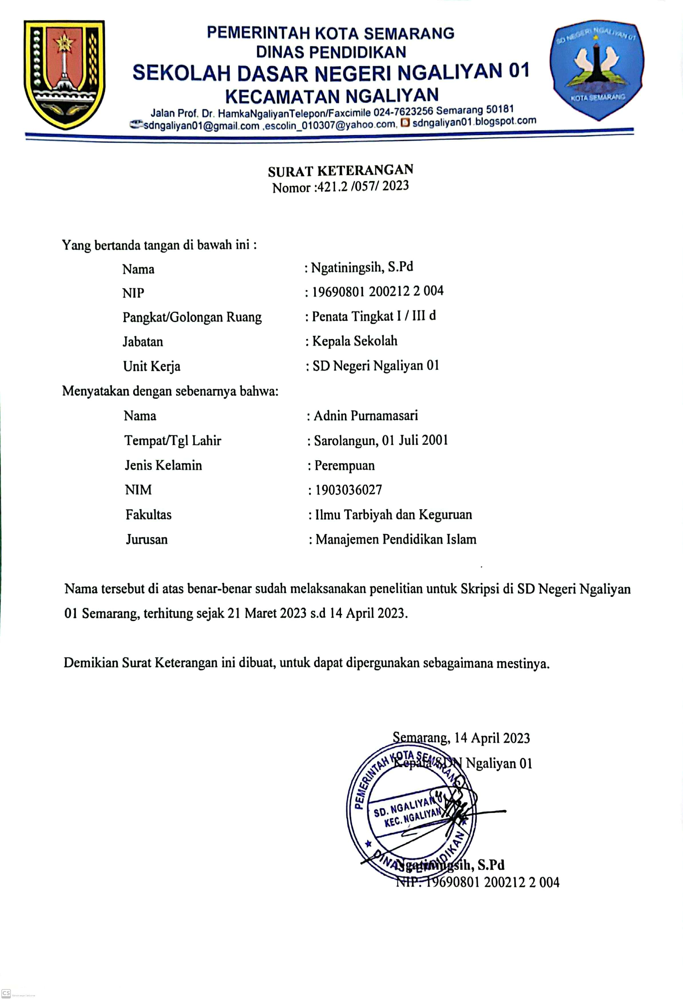 PEMERINTAH KOTA SEMARANG
DINAS PENDIDIKAN
SEKOLAH DASAR NEGERI NGALIYAN 01
KECAMATAN NGALIYAN
Jalan Prof. Dr. HamkaNgaliyanTelepon/Faxcimile 024-7623256 Semarang 50181
sdngaliyan01@gmail.com ,escolin_010307@yahoo.com, sdngaliyan01.blogspot.com
SD NEGERI NGALIYAN 01
KOTA SEMARANG
SURAT KETERANGAN
Nomor :421.2 /057/ 2023
Yang bertanda tangan di bawah ini :
Nama : Ngatiningsih, S.Pd
NIP : 19690801 200212 2 004
Pangkat/Golongan Ruang : Penata Tingkat I / III d
Jabatan : Kepala Sekolah
Unit Kerja : SD Negeri Ngaliyan 01
Menyatakan dengan sebenarnya bahwa:
Nama : Adnin Purnamasari
Tempat/Tgl Lahir : Sarolangun, 01 Juli 2001
Jenis Kelamin : Perempuan
NIM : 1903036027
Fakultas : Ilmu Tarbiyah dan Keguruan
Jurusan : Manajemen Pendidikan Islam
Nama tersebut di atas benar-benar sudah melaksanakan penelitian untuk Skripsi di SD Negeri Ngaliyan
01 Semarang, terhitung sejak 21 Maret 2023 s.d 14 April 2023.
Demikian Surat Keterangan ini dibuat, untuk dapat dipergunakan sebagaimana mestinya.
Semarang, 14 April 2023
Kepala SDN Ngaliyan 01
PEMERINTAH KOTA SEMARANG
SD. NGALIYAN 01
KEC. NGALIYAN
DINAS PENDIDIKAN
Ngatiningsih, S.Pd
NIP. 19690801 200212 2 004
CS